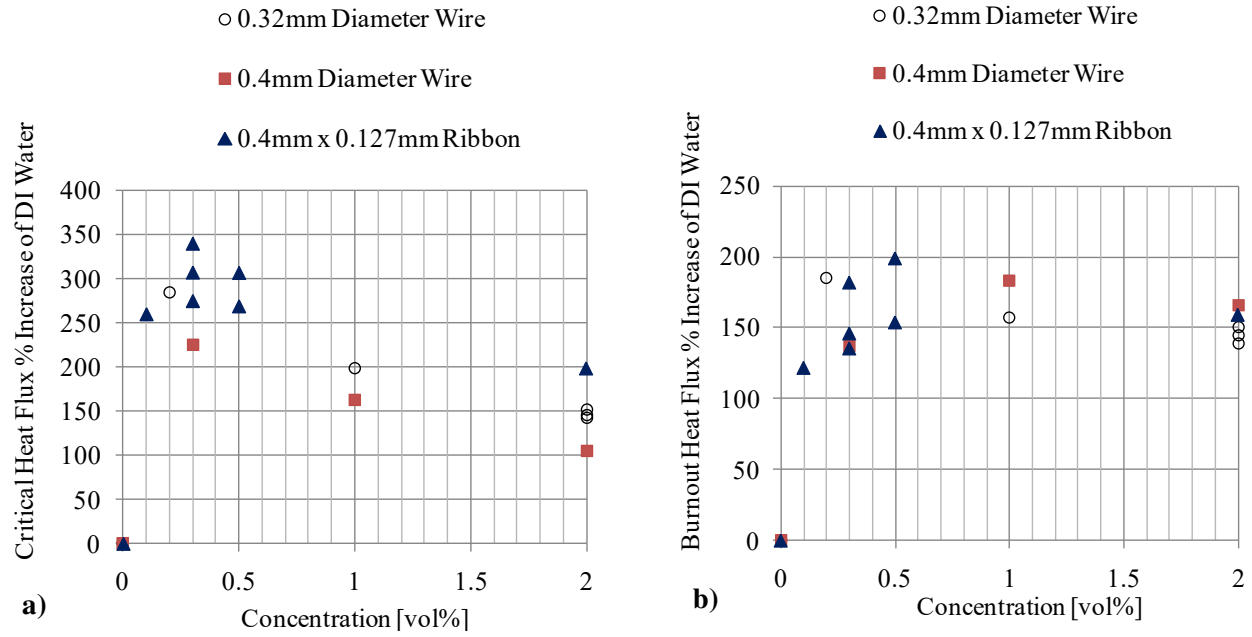 0.32mm Diameter Wire
0.4mm Diameter Wire
0.4mm x 0.127mm Ribbon
Critical Heat Flux % Increase of DI Water
400
350
300
250
200
150
100
50
0
0
0.5
1
1.5
2
Concentration [vol%]
a)
0.32mm Diameter Wire
0.4mm Diameter Wire
0.4mm x 0.127mm Ribbon
Burnout Heat Flux % Increase of DI Water
250
200
150
100
50
0
0
0.5
1
1.5
2
Concentration [vol%]
b)